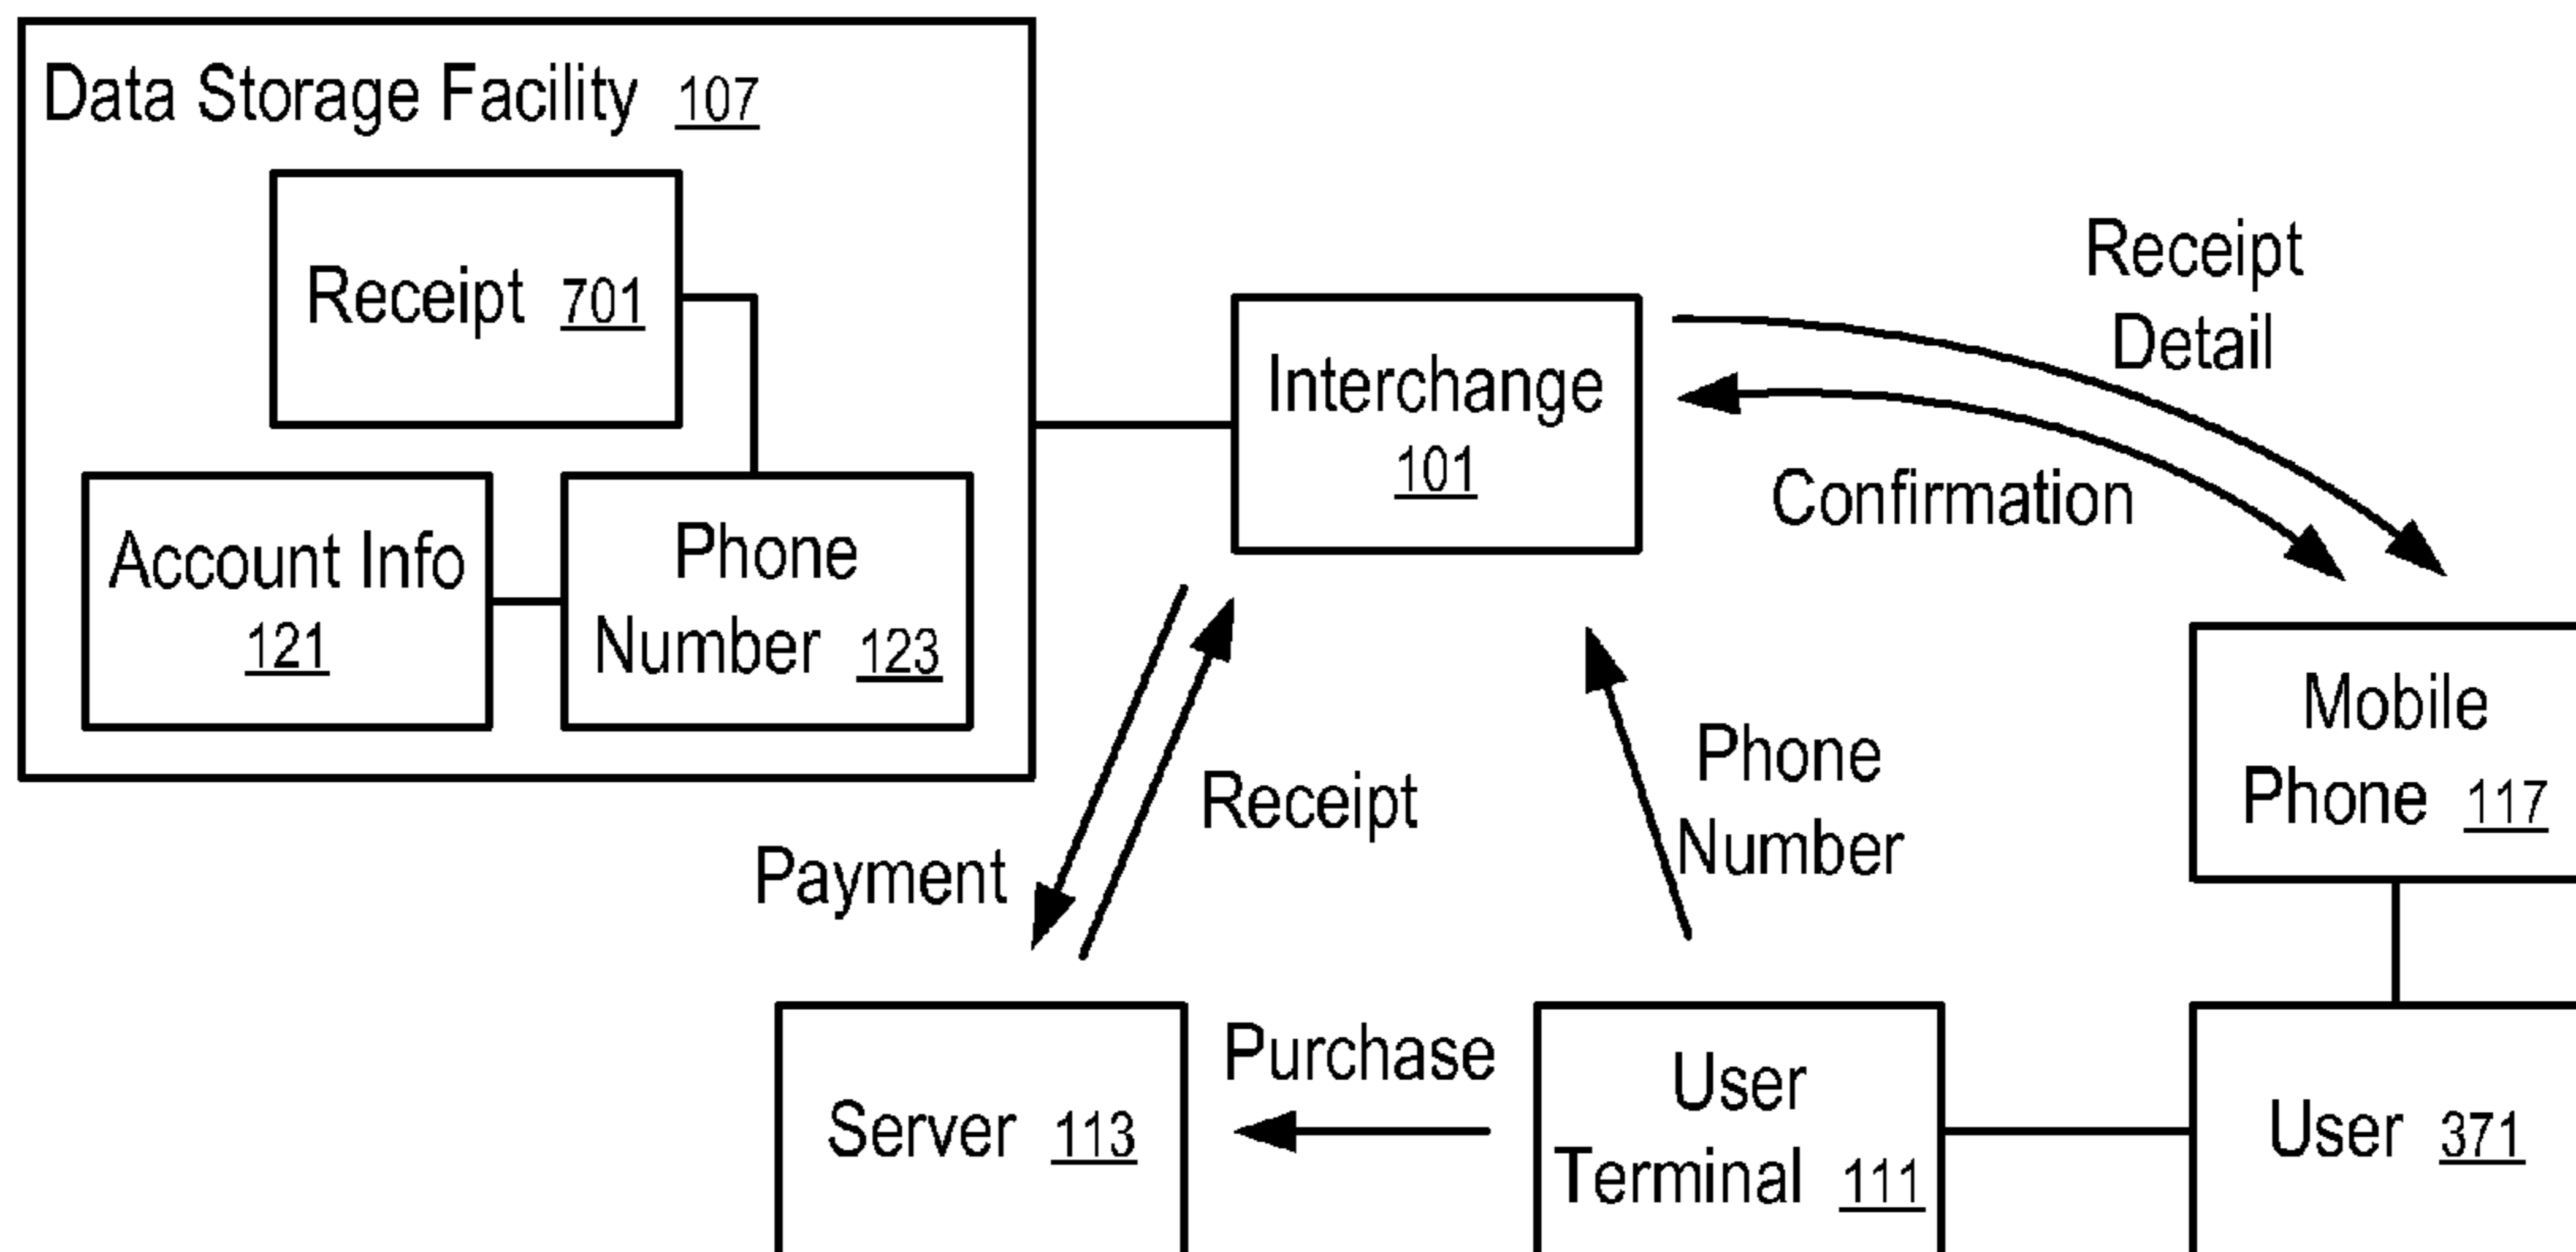 Data Storage Facility 107
Receipt 701
Account Info
121
Phone
Number 123
Interchange
101
Receipt
Detail
Confirmation
Mobile
Phone 117
Phone
Number
Receipt
Payment
Server 113
Purchase
User
Terminal 111
User 371